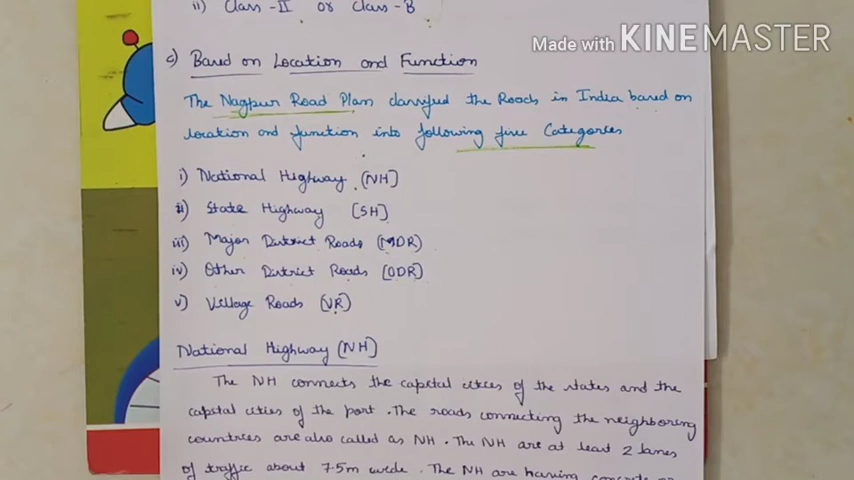 ii) Class - II or Class - B
Made with KINEMASTER
c) Based on Location and Function
The Nagpur Road Plan classified the Roads in India based on
location and function into following five Categories
i) National Highway (NH]
ii) State Highway [SH]
iii) Major District Roads (MDR)
iv) Other District Roads [ODR)
v) Village Roads [VR)
National Highway (NH]
The NH connects the capital cities of the states and the
capital cities of the port. The roads connecting the neighboring
countries are also called as NH. The NH are at least 2 lanes
of traffic about 7.5m wide. The NH are having concrete or